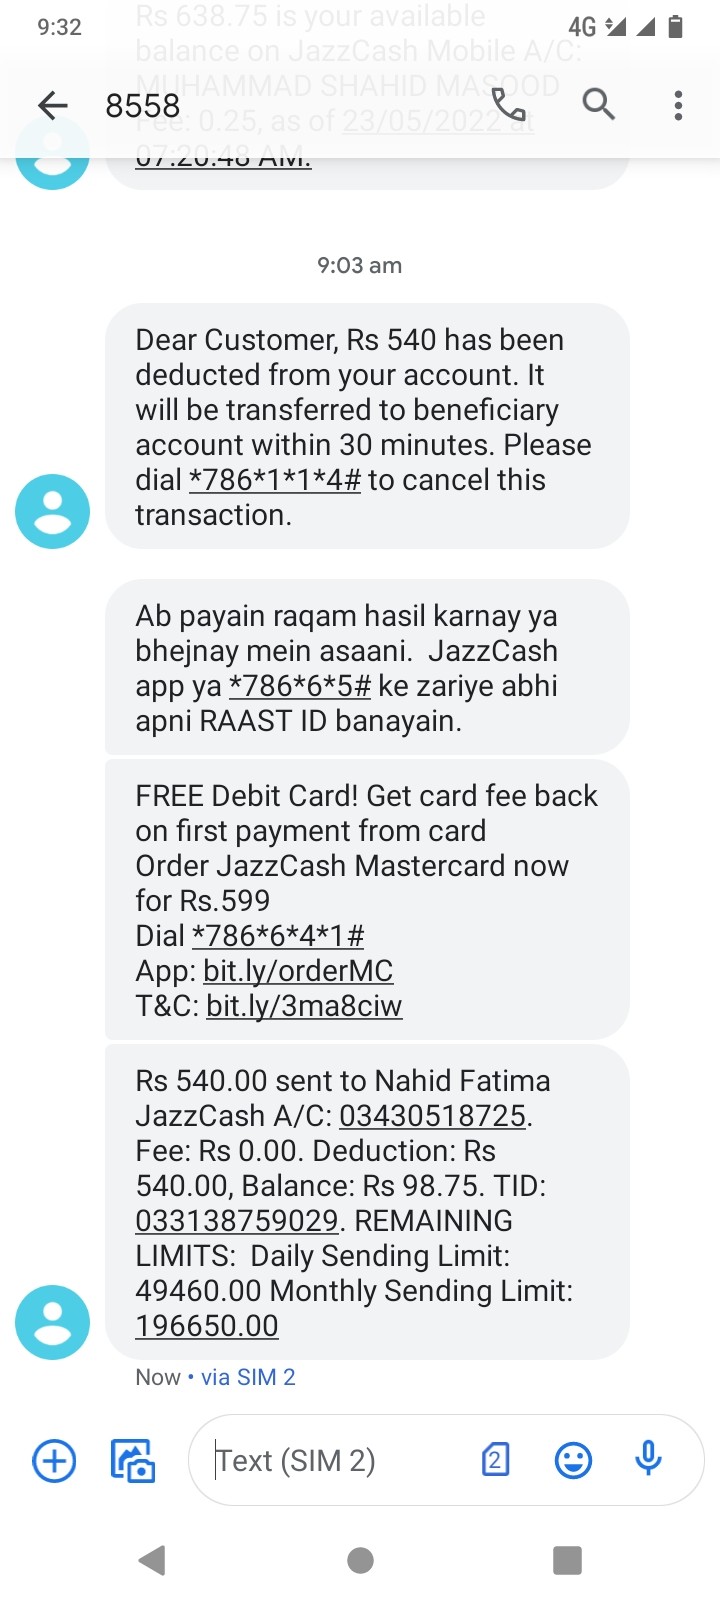 9:32
4G
Rs 638.75 is your available
balance on JazzCash Mobile A/C:
MUHAMMAD SHAHID MASOOD
Fee: 0.25, as of 23/05/2022 at
07:20:48 AM.
8558
9:03 am
Dear Customer, Rs 540 has been
deducted from your account. It
will be transferred to beneficiary
account within 30 minutes. Please
dial *786*1*1*4# to cancel this
transaction.
Ab payain raqam hasil karnay ya
bhejnay mein asaani.  JazzCash
app ya *786*6*5# ke zariye abhi
apni RAAST ID banayain.
FREE Debit Card! Get card fee back
on first payment from card
Order JazzCash Mastercard now
for Rs.599
Dial *786*6*4*1#
App: bit.ly/orderMC
T&C: bit.ly/3ma8ciw
Rs 540.00 sent to Nahid Fatima
JazzCash A/C: 03430518725.
Fee: Rs 0.00. Deduction: Rs
540.00, Balance: Rs 98.75. TID:
033138759029. REMAINING
LIMITS:  Daily Sending Limit:
49460.00 Monthly Sending Limit:
196650.00
Now • via SIM 2
Text (SIM 2)
2